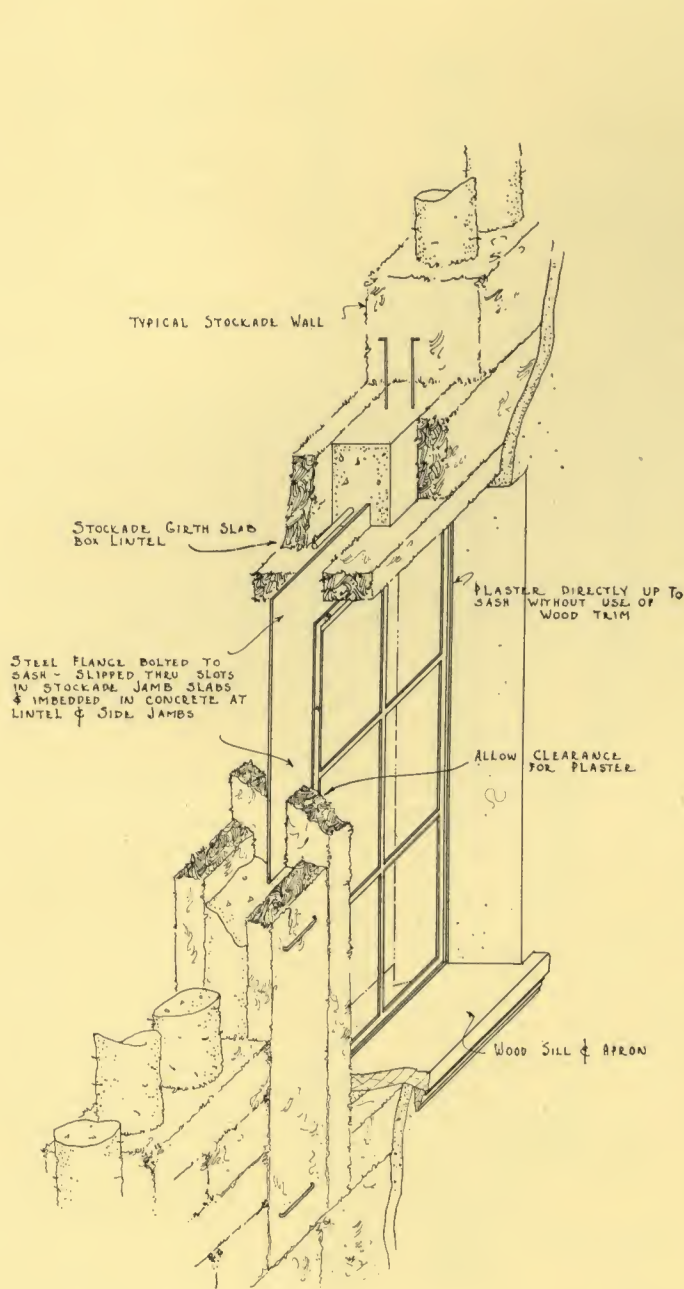 TYPICAL STOCKADE WALL
STOCKADE GIRTH SLAB
BOX LINTEL
PLASTER DIRECTLY UP TO
SASH WITHOUT USE OF
WOOD TRIM
STEEL FLANGE BOLTED TO
SASH - SLIPPED THRU SLOTS
IN STOCKADE JAMB SLABS
& IMBEDDED IN CONCRETE AT
LINTEL & SIDE JAMBS
ALLOW CLEARANCE
FOR PLASTER
WOOD SILL & APRON